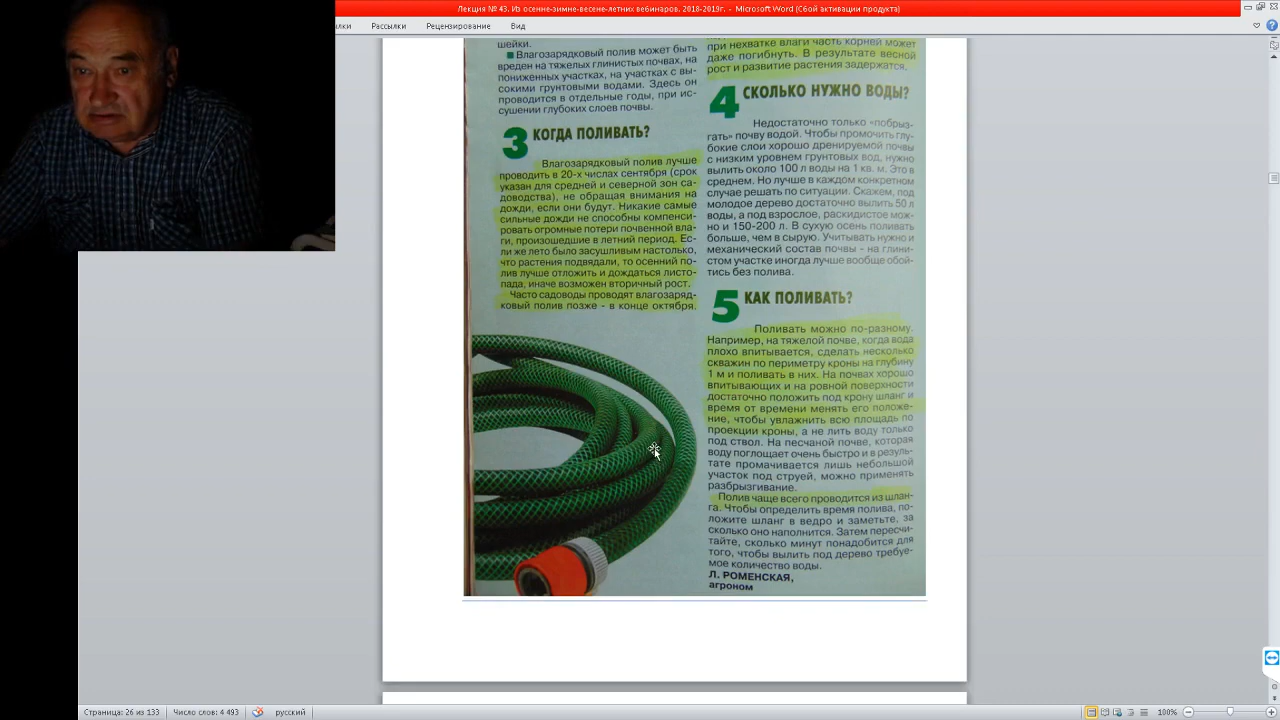 Лекция № 43. Из осенне-зимне-весене-летних вебинаров. 2018-2019г. - Microsoft Word (Сбой активации продукта)
лки Рассылки Рецензирование Вид
шейки.
Влагозарядковый полив может быть
вреден на тяжелых глинистых почвах, на
пониженных участках, на участках с вы-
сокими грунтовыми водами. Здесь он
проводится в отдельные годы, при ис-
сушении глубоких слоев почвы.
3 КОГДА ПОЛИВАТЬ?
Влагозарядковый полив лучше
проводить в 20-х числах сентября (срок
указан для средней и северной зон са-
доводства), не обращая внимания на
дожди, если они будут. Никакие самые
сильные дожди не способны компенси-
ровать огромные потери почвенной вла-
ги, произошедшие в летний период. Ес-
ли же лето было засушливым настолько,
что растения подвядали, то осенний по-
лив лучше отложить и дождаться листо-
пада, иначе возможен вторичный рост.
Часто садоводы проводят влагозаряд-
ковый полив позже - в конце октября.
при нехватке влаги часть корней может
даже погибнуть. В результате весной
рост и развитие растения задержатся.
4 СКОЛЬКО НУЖНО ВОДЫ?
Недостаточно только «побрыз-
гать» почву водой. Чтобы промочить глу-
бокие слои хорошо дренируемой почвы
с низким уровнем грунтовых вод, нужно
вылить около 100 л воды на 1 кв. м. Это в
среднем. Но лучше в каждом конкретном
случае решать по ситуации. Скажем, под
молодое дерево достаточно вылить 50 л
воды, а под взрослое, раскидистое мож-
но и 150-200 л. В сухую осень поливать
больше, чем в сырую. Учитывать нужно и
механический состав почвы - на глини-
стом участке иногда лучше вообще обой-
тись без полива.
5 КАК ПОЛИВАТЬ?
Поливать можно по-разному.
Например, на тяжелой почве, когда вода
плохо впитывается, сделать несколько
скважин по периметру кроны на глубину
1 м и поливать в них. На почвах хорошо
впитывающих и на ровной поверхности
достаточно положить под крону шланг и
время от времени менять его положе-
ние, чтобы увлажнить всю площадь по
проекции кроны, а не лить воду только
под ствол. На песчаной почве, которая
воду поглощает очень быстро и в резуль-
тате промачивается лишь небольшой
участок под струей, можно применять
разбрызгивание.
Полив чаще всего проводится из шлан-
га. Чтобы определить время полива, по-
ложите шланг в ведро и заметьте, за
сколько оно наполнится. Затем пересчи-
тайте, сколько минут понадобится для
того, чтобы вылить под дерево требуе-
мое количество воды.
Л. РОМЕНСКАЯ,
агроном
Страница: 26 из 133 Число слов: 4 493 русский 100%